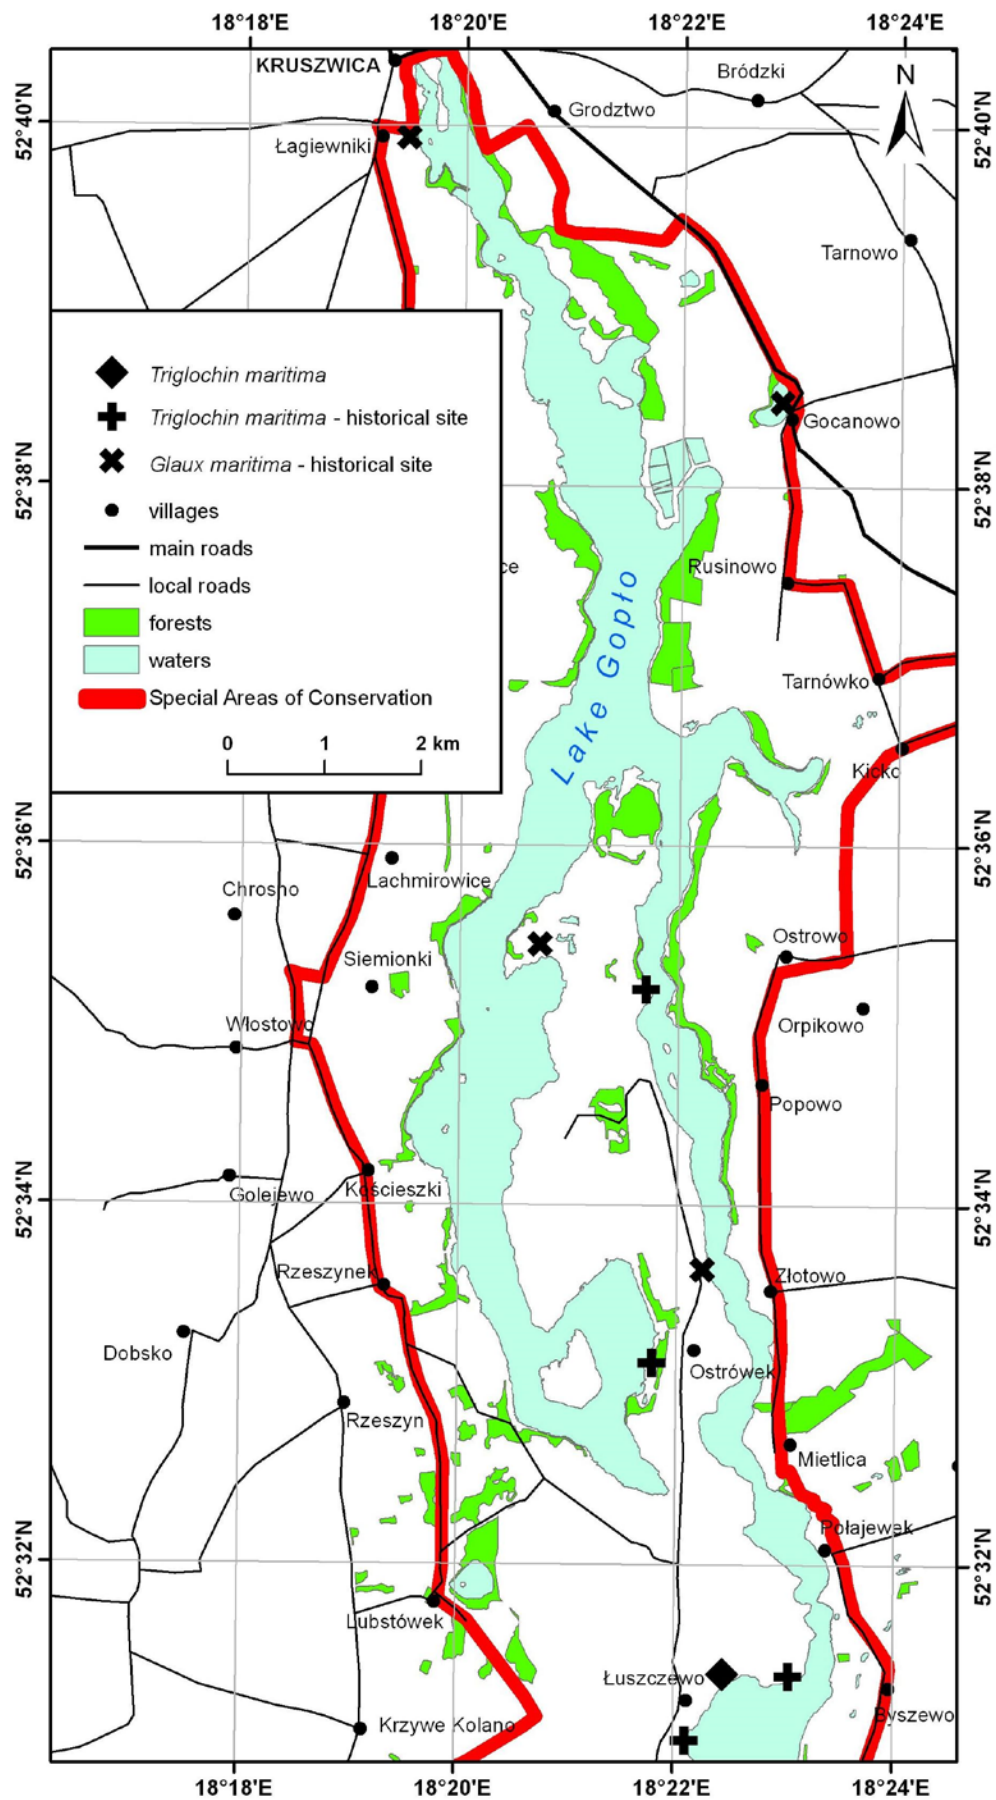 18°18'E 18°20'E 18°22'E 18°24'E
KRUSZWICA
Bródzki
N
Grodztwo
52°40'N
52°40'N
Łagiewniki
Tarnowo
Triglochin maritima
Triglochin maritima - historical site
Gocanowo
Glaux maritima - historical site
52°38'N
52°38'N
villages
main roads
ce
Rusinowo
local roads
forests
waters
Lake Gopło
Tarnówko
Special Areas of Conservation
0 1 2 km
Kicko
52°36'N
52°36'N
Lachmirowice
Chrosno
Ostrowo
Siemionki
Włostowo
Orpikowo
Popowo
Golejewo
Kościeszki
52°34'N
52°34'N
Rzeszynek
Złotowo
Dobsko
Ostrówek
Rzeszyn
Mietlica
Połajewek
52°32'N
52°32'N
Lubstówek
Łuszczewo
Byszewo
Krzywe Kolano
18°18'E 18°20'E 18°22'E 18°24'E